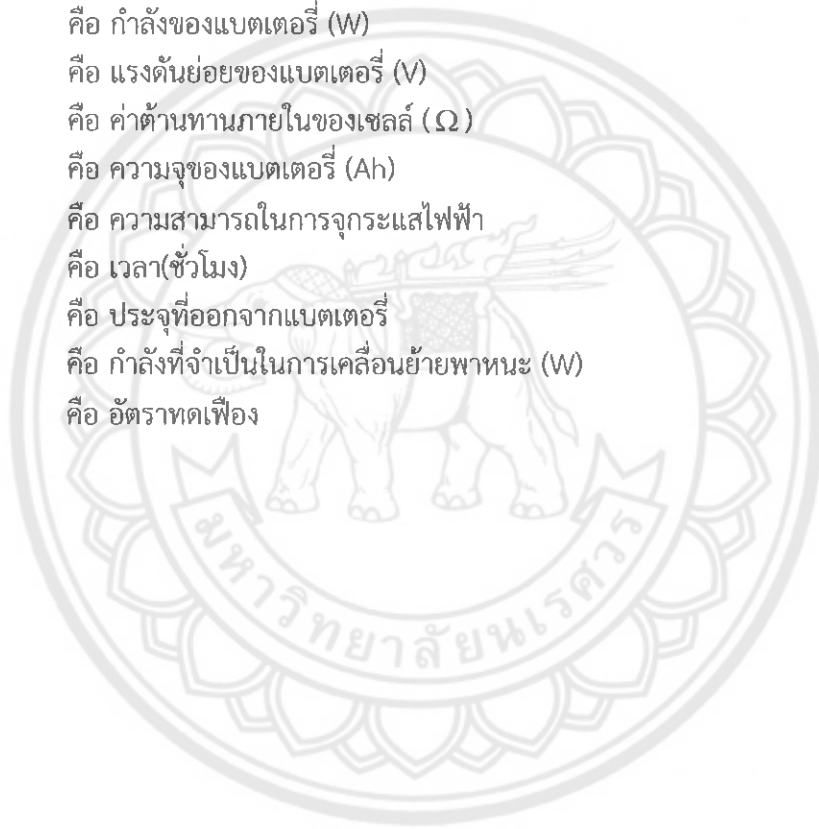 คือ กำลังของแบตเตอรี่ (W)
คือ แรงดันย่อยของแบตเตอรี่ (V)
คือ ค่าต้านทานภายในของเซลล์ (Ω)
คือ ความจุของแบตเตอรี่ (Ah)
คือ ความสามารถในการจุกระแสไฟฟ้า
คือ เวลา(ชั่วโมง)
คือ ประจุที่ออกจากแบตเตอรี่
คือ กำลังที่จำเป็นในการเคลื่อนย้ายพาหนะ (W)
คือ อัตราทดเฟือง
มหาวิทยาลัยนเรศวร